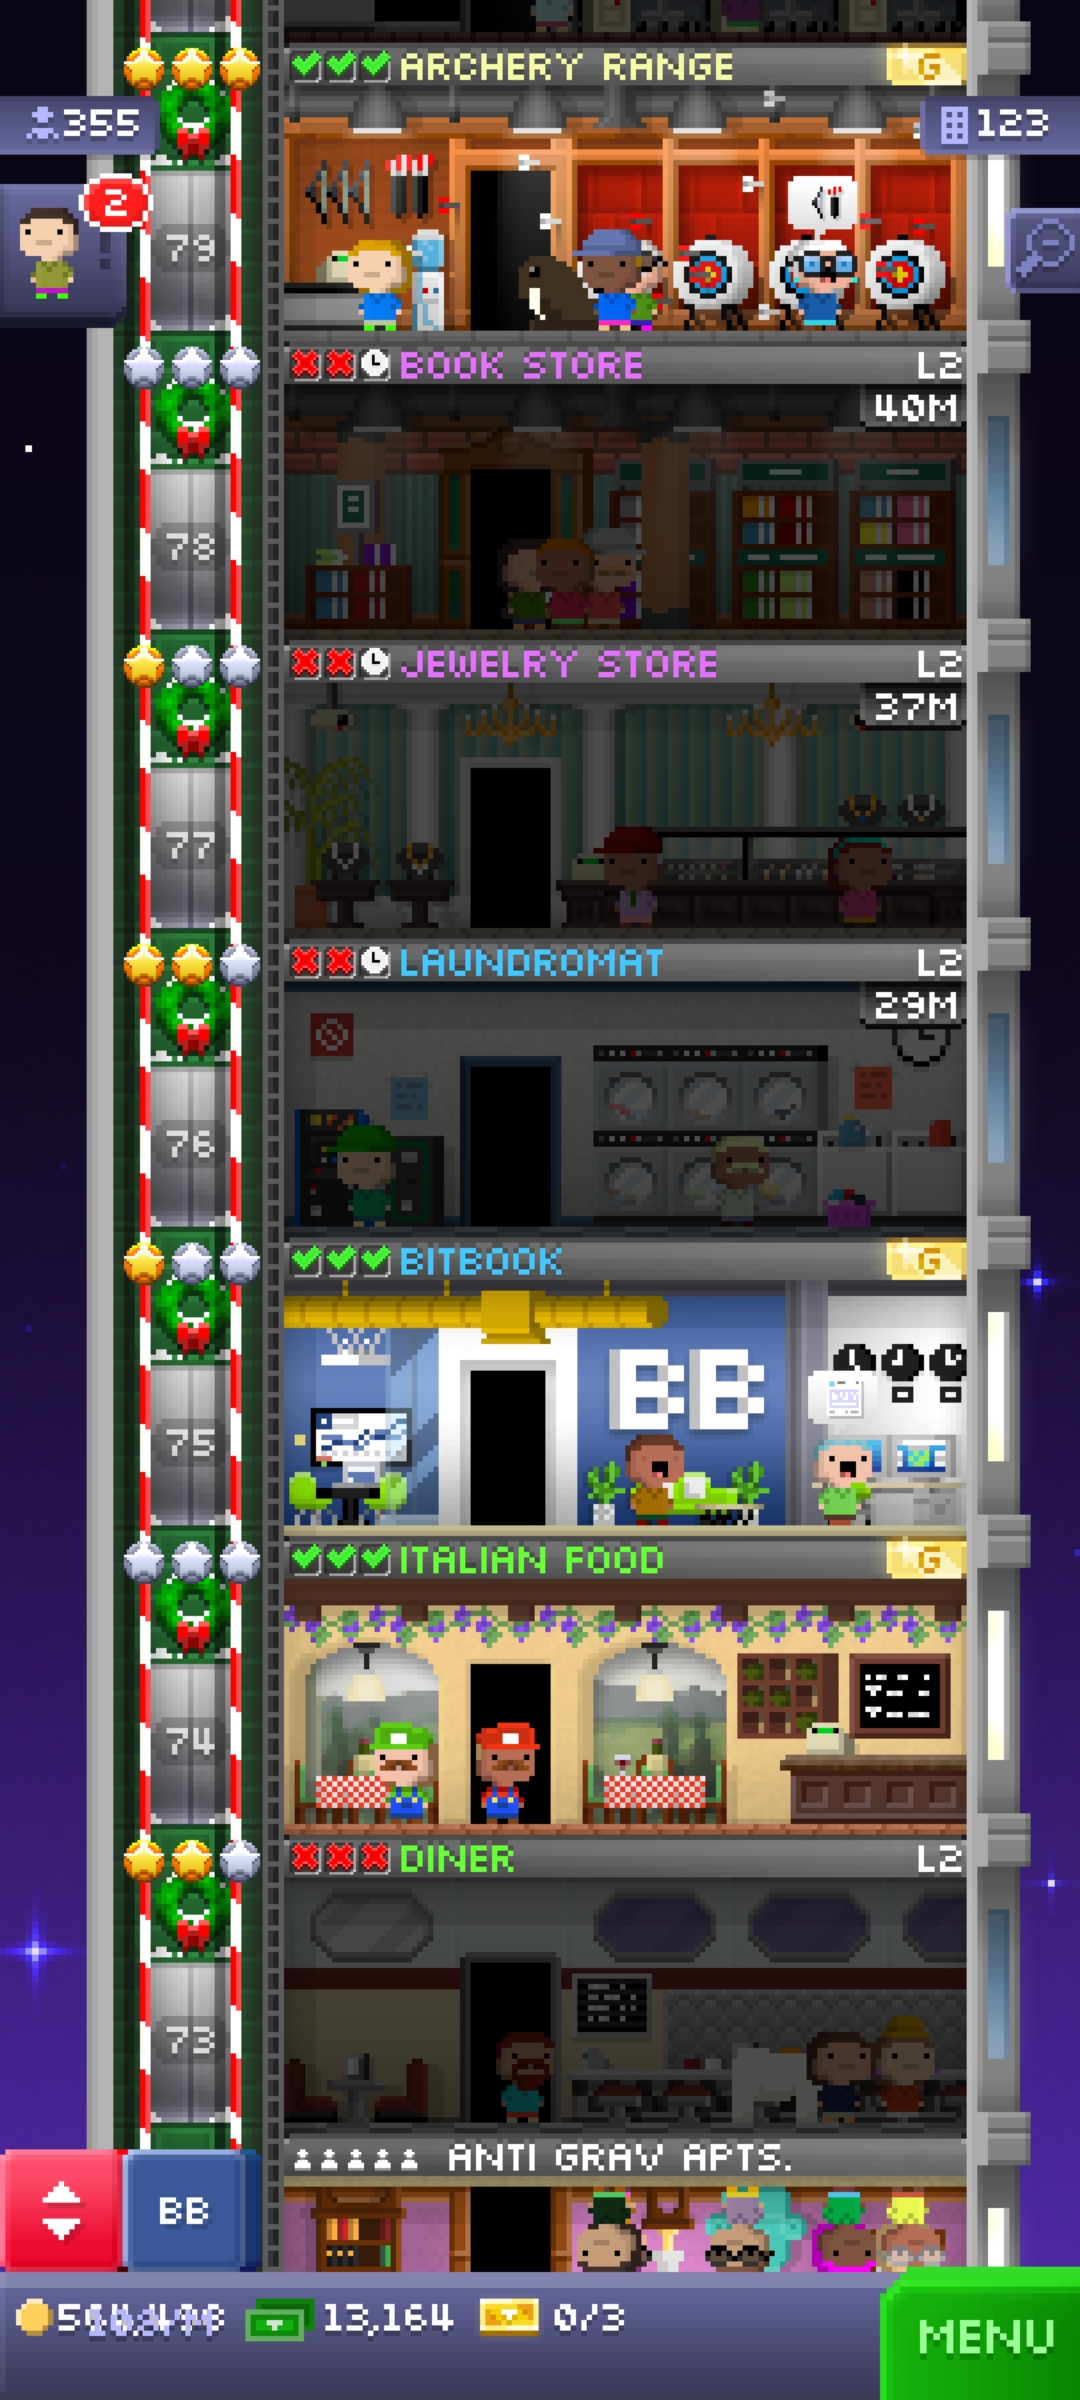 ARCHERY RANGE G
355
123
2
79
BOOK STORE L2
40M
78
JEWELRY STORE L2
37M
77
LAUNDROMAT L2
29M
76
BITBOOK G
BB
75
ITALIAN FOOD G
74
DINER L2
73
ANTI GRAV APTS.
BB
13,164 0/3
MENU